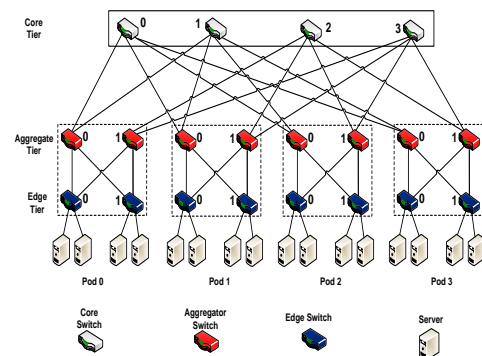 Core
Tier
0
1
2
3
Aggregate
Tier
0
1
0
1
0
1
0
1
Edge
Tier
0
1
0
1
0
1
0
1
Pod 0
Pod 1
Pod 2
Pod 3
Core
Switch
Aggregator
Switch
Edge Switch
Server